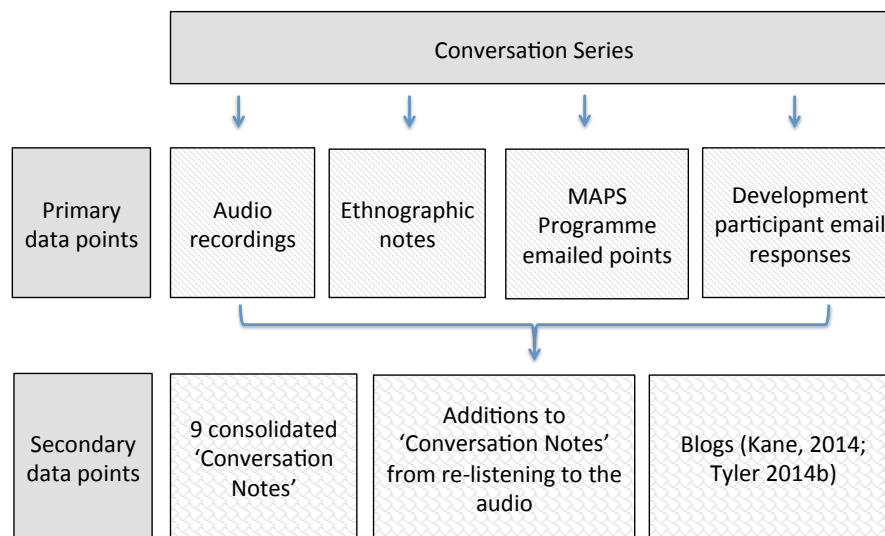 Conversation Series
Primary
data points
Audio
recordings
Ethnographic
notes
MAPS
Programme
emailed points
Development
participant email
responses
Secondary
data points
9 consolidated
‘Conversation
Notes’
Additions to
‘Conversation Notes’
from re-listening to the
audio
Blogs (Kane, 2014;
Tyler 2014b)